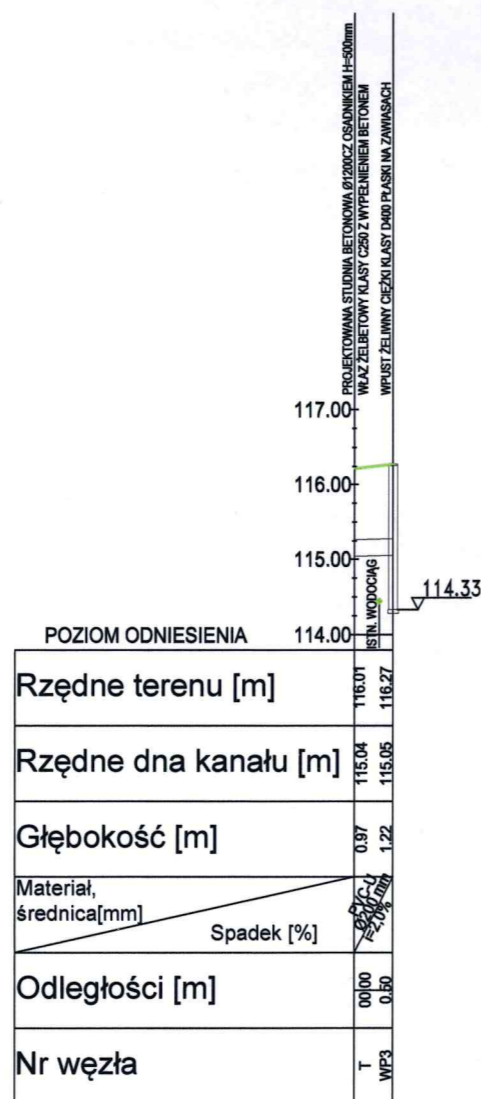 PROJEKTOWANA STUDNIA BETONOWA Ø1200CZ OSADNIKIEM H=500mm
WŁAZ ŻELBETOWY KLASY C250 Z WYPEŁNIENIEM BETONEM
WPUST ŻELIWNY CIĘŻKI KLASY D400 PŁASKI NA ZAWIASACH
117.00
116.00
115.00
114.00
ISTN. WODOCIĄG
114.33
POZIOM ODNIESIENIA
Rzędne terenu [m] 116.01 116.27
Rzędne dna kanału [m] 115.04 115.05
Głębokość [m] 0.97 1.22
Materiał,
średnica[mm]
Spadek [%]
PVC-U
Ø200 mm
i=2,0%
Odległości [m] 00.00 0.50
Nr węzła T WP3